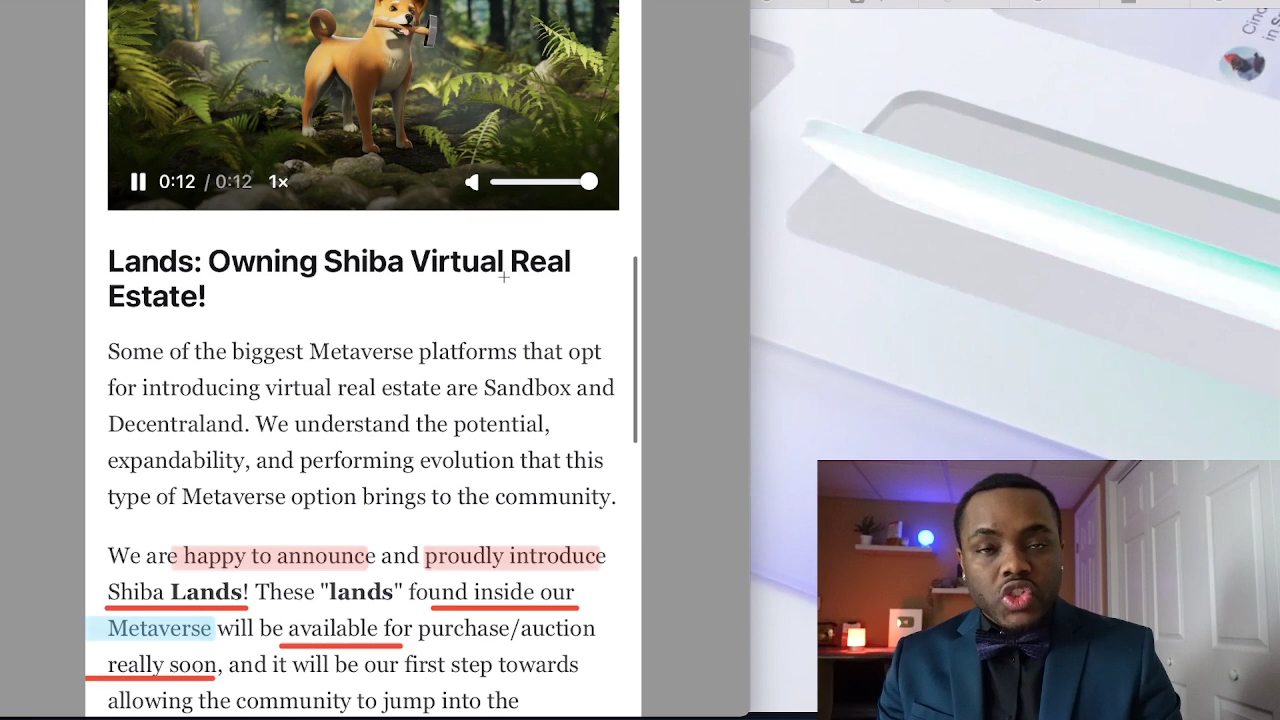 0:12 / 0:12 1x
Lands: Owning Shiba Virtual Real
Estate!
Some of the biggest Metaverse platforms that opt
for introducing virtual real estate are Sandbox and
Decentraland. We understand the potential,
expandability, and performing evolution that this
type of Metaverse option brings to the community.
We are happy to announce and proudly introduce
Shiba Lands! These "lands" found inside our
Metaverse will be available for purchase/auction
really soon, and it will be our first step towards
allowing the community to jump into the